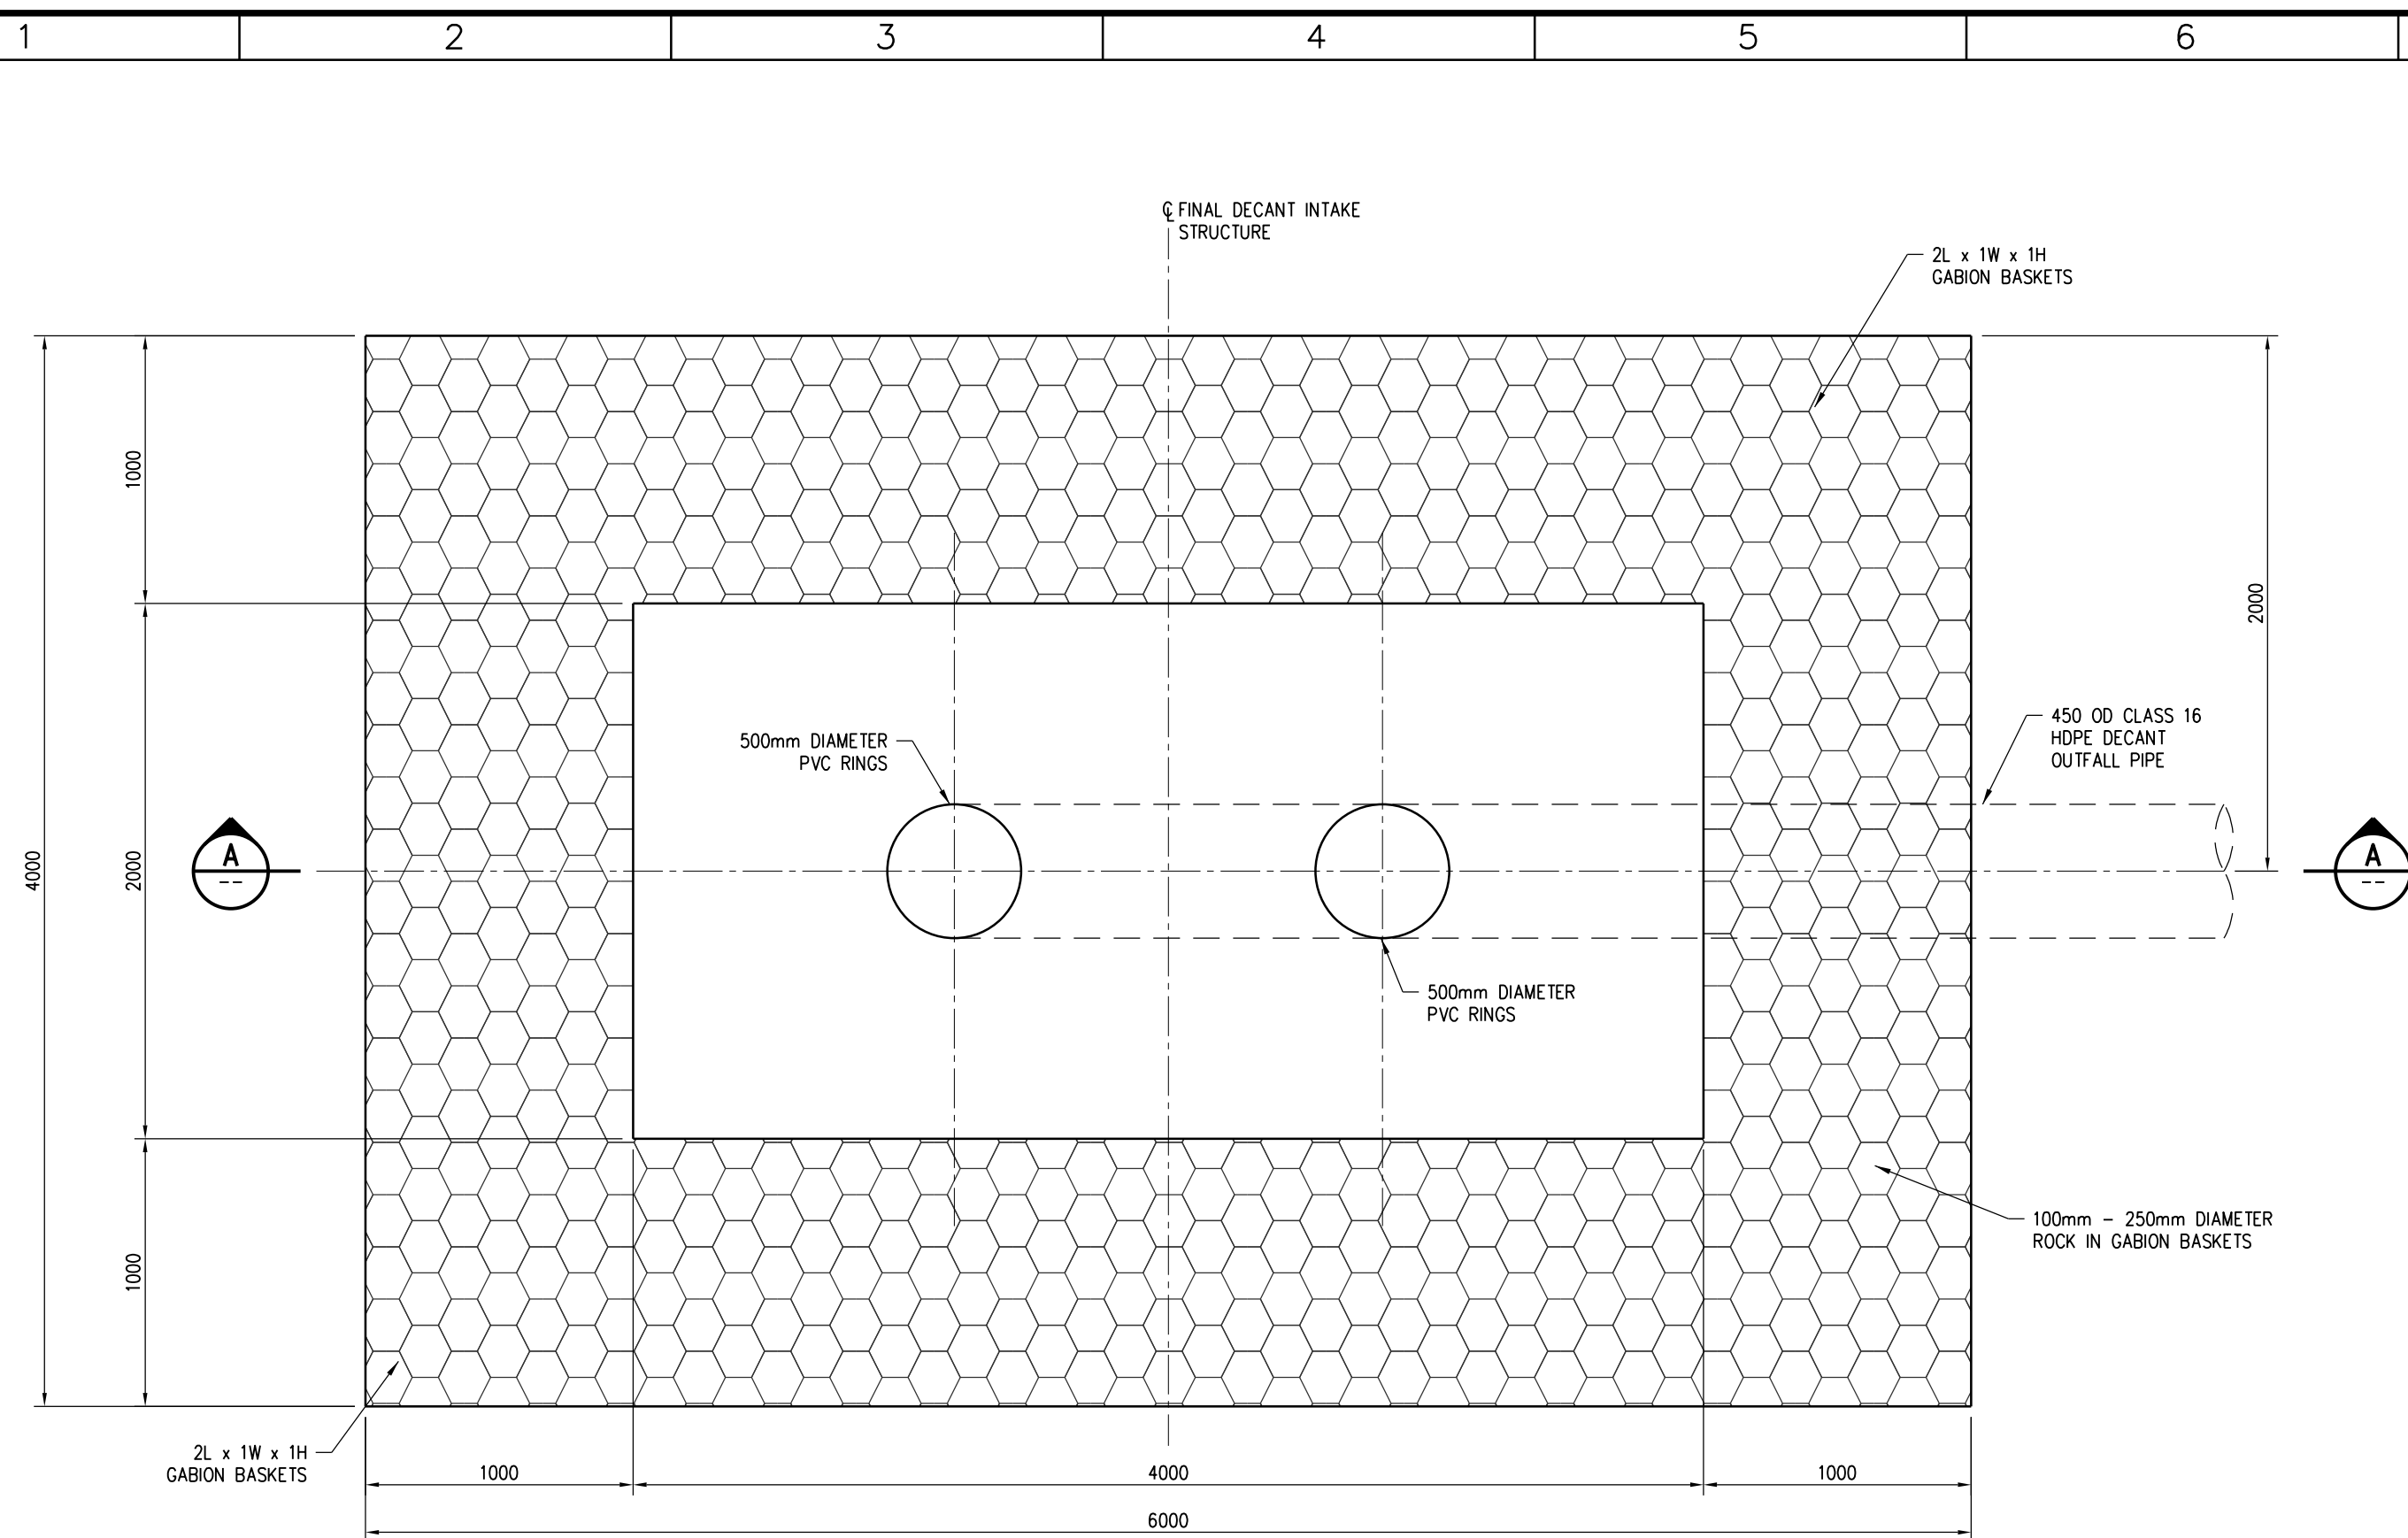 1 2 3 4 5 6
℄ FINAL DECANT INTAKE
STRUCTURE
2L x 1W x 1H
GABION BASKETS
1000
2000
500mm DIAMETER
PVC RINGS
450 OD CLASS 16
HDPE DECANT
OUTFALL PIPE
4000
2000
A
--
A
--
500mm DIAMETER
PVC RINGS
100mm - 250mm DIAMETER
ROCK IN GABION BASKETS
1000
2L x 1W x 1H
GABION BASKETS
1000
4000
1000
6000